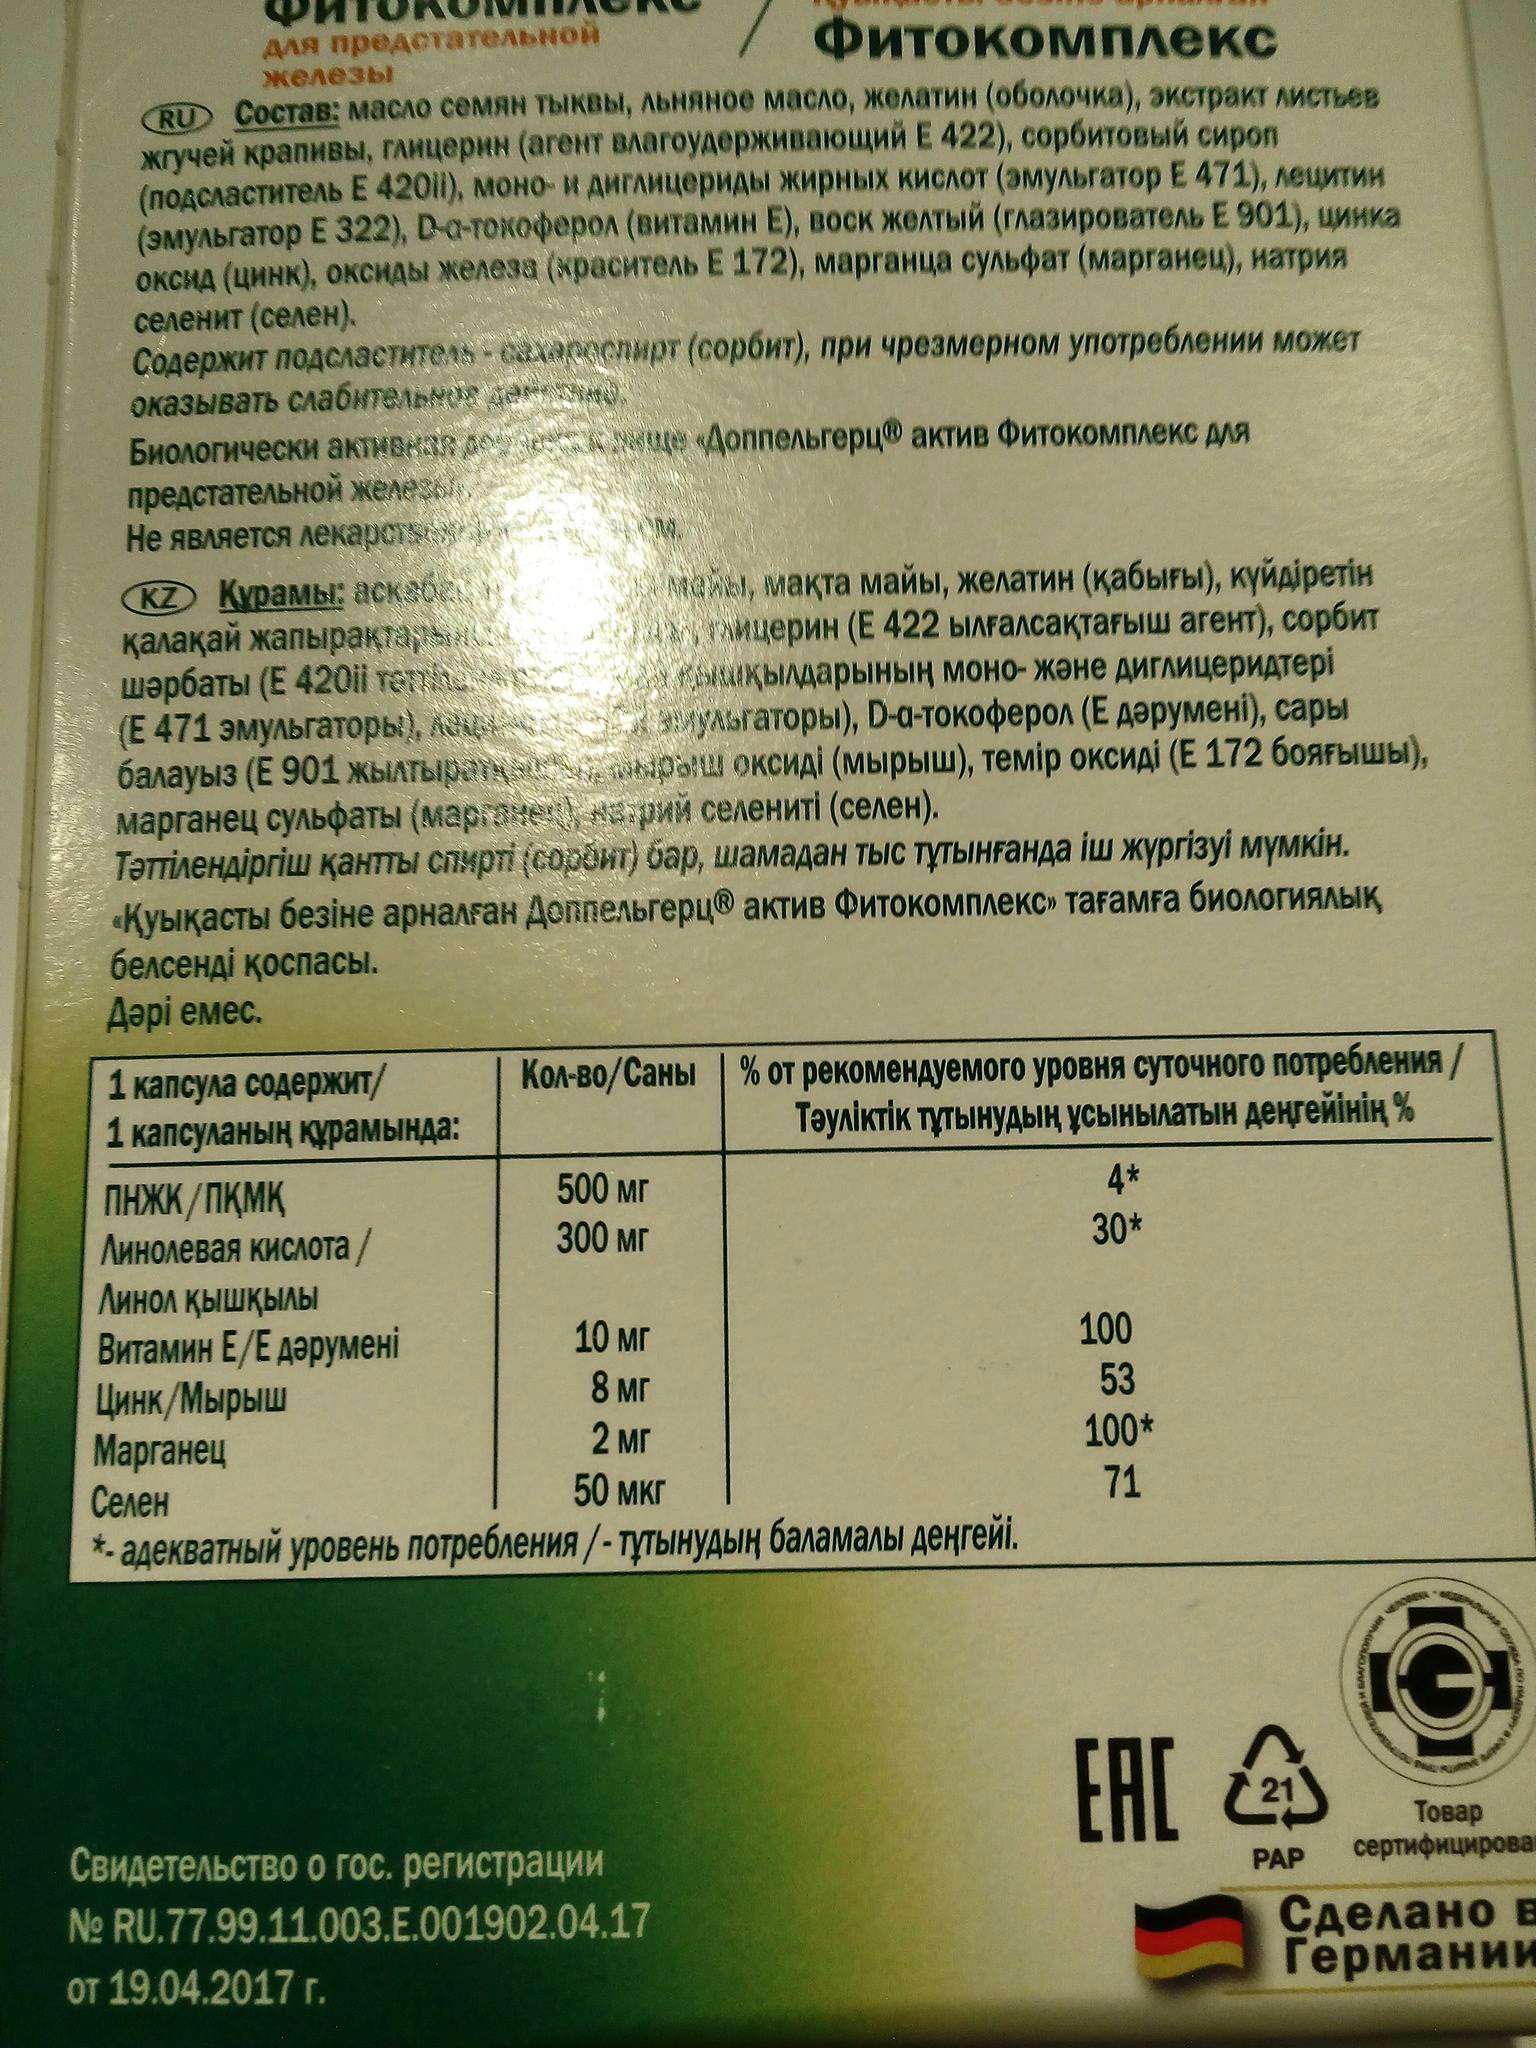 Фитокомплекс
для предстательной
железы
/
Қуықасты безіне арналған
Фитокомплекс
RU Состав: масло семян тыквы, льняное масло, желатин (оболочка), экстракт листьев
жгучей крапивы, глицерин (агент влагоудерживающий Е 422), сорбитовый сироп
(подсластитель Е 420ii), моно- и диглицериды жирных кислот (эмульгатор Е 471), лецитин
(эмульгатор Е 322), D-α-токоферол (витамин Е), воск желтый (глазирователь Е 901), цинка
оксид (цинк), оксиды железа (краситель Е 172), марганца сульфат (марганец), натрия
селенит (селен).
Содержит подсластитель - сахароспирт (сорбит), при чрезмерном употреблении может
оказывать слабительное действие.
Биологически активная добавка к пище «Доппельгерц® актив Фитокомплекс для
предстательной железы».
Не является
KZ Құрамы: майы, мақта майы, желатин (қабығы), күйдіретін
қалақай глицерин (Е 422 ылғалсақтағыш агент), сорбит
шәрбаты (Е 420ii қышқылдарының моно- және диглицеридтері
(Е 471 эмульгаторы), эмульгаторы), D-α-токоферол (Е дәрумені), сары
балауыз (Е 901 мырыш оксиді (мырыш), темір оксиді (Е 172 бояғышы),
марганец сульфаты (марганец), натрий селениті (селен).
Тәттілендіргіш қантты спирті (сорбит) бар, шамадан тыс тұтынғанда іш жүргізуі мүмкін.
«Қуықасты безіне арналған Доппельгерц® актив Фитокомплекс» тағамға биологиялық
белсенді қоспасы.
Дәрі емес.
1 капсула содержит/ Кол-во/Саны % от рекомендуемого уровня суточного потребления /
1 капсуланың құрамында: Тәуліктік тұтынудың ұсынылатын деңгейінің %
ПНЖК/ПҚМҚ 500 мг 4*
Линолевая кислота / 300 мг 30*
Линол қышқылы
Витамин Е/Е дәрумені 10 мг 100
Цинк/Мырыш 8 мг 53
Марганец 2 мг 100*
Селен 50 мкг 71
*- адекватный уровень потребления / - тұтынудың баламалы деңгейі.
ЕАС
21
PAP
Товар
сертифицирова
Свидетельство о гос. регистрации
№ RU.77.99.11.003.Е.001902.04.17
от 19.04.2017 г.
Сделано в
Германии